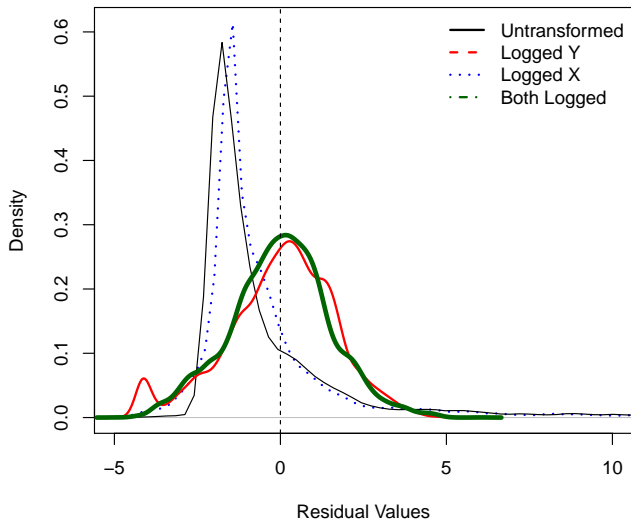 Untransformed
Logged Y
Logged X
Both Logged
Density
0.6
0.5
0.4
0.3
0.2
0.1
0.0
−5 0 5 10
Residual Values